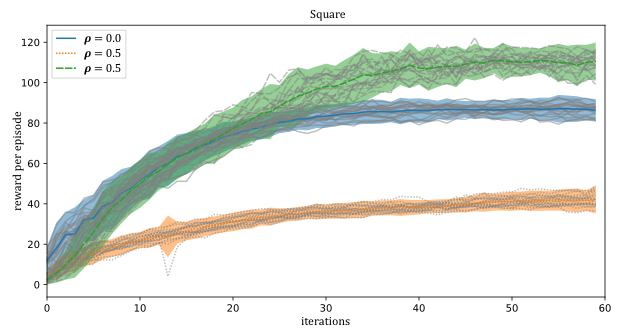 Square
ρ = 0.0
ρ = 0.5
ρ = 0.5
reward per episode
120
100
80
60
40
20
0
0 10 20 30 40 50 60
iterations